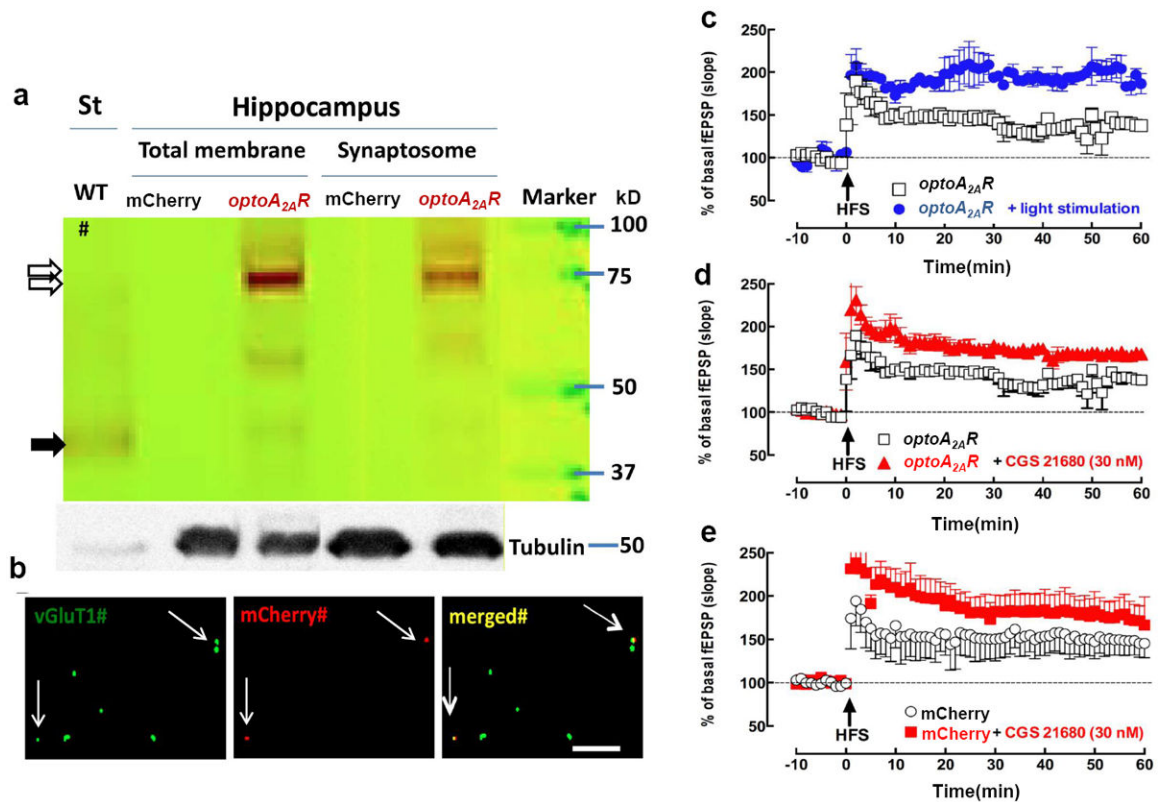 a
St
Hippocampus
Total membrane
Synaptosome
WT
mCherry
optoA2AR
mCherry
optoA2AR
Marker
kD
#
100
75
50
37
Tubulin
50
b
vGluT1#
mCherry#
merged#
c
% of basal fEPSP (slope)
250
200
150
100
50
HFS
optoA2AR
optoA2AR + light stimulation
-10 0 10 20 30 40 50 60
Time(min)
d
% of basal fEPSP (slope)
250
200
150
100
50
HFS
optoA2AR
optoA2AR + CGS 21680 (30 nM)
-10 0 10 20 30 40 50 60
Time(min)
e
% of basal fEPSP (slope)
250
200
150
100
50
HFS
mCherry
mCherry + CGS 21680 (30 nM)
-10 0 10 20 30 40 50 60
Time(min)